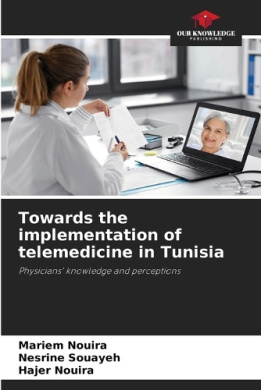 OUR KNOWLEDGE
PUBLISHING
Towards the
implementation of
telemedicine in Tunisia
Physicians' knowledge and perceptions
Mariem Nouira
Nesrine Souayeh
Hajer Nouira